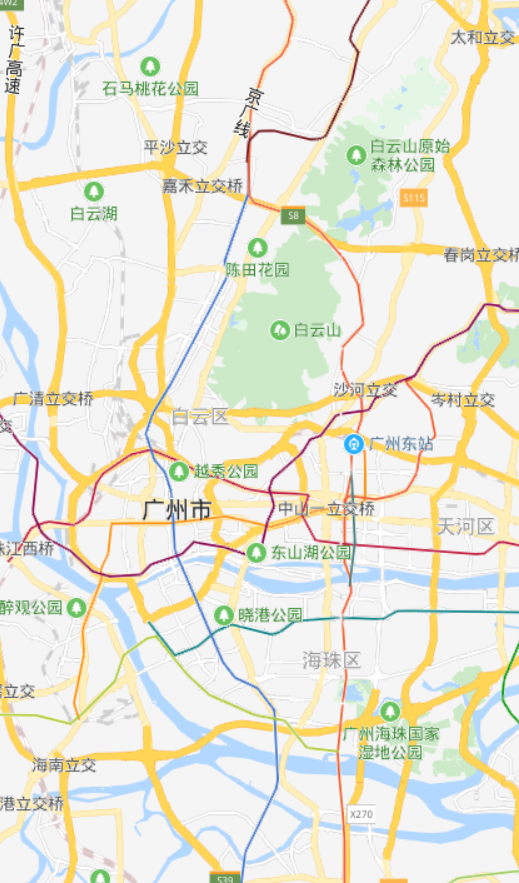 4W2
许广高速
太和立交
石马桃花公园
京广线
平沙立交
白云山原始
森林公园
嘉禾立交桥
白云湖
S115
S8
春岗立交桥
陈田花园
白云山
沙河立交
广清立交桥
岑村立交
白云区
交
广州东站
越秀公园
广州市
中山一立交桥
天河区
珠江西桥
东山湖公园
醉观公园
晓港公园
海珠区
立交
广州海珠国家
湿地公园
海南立交
港立交桥
X270
S39